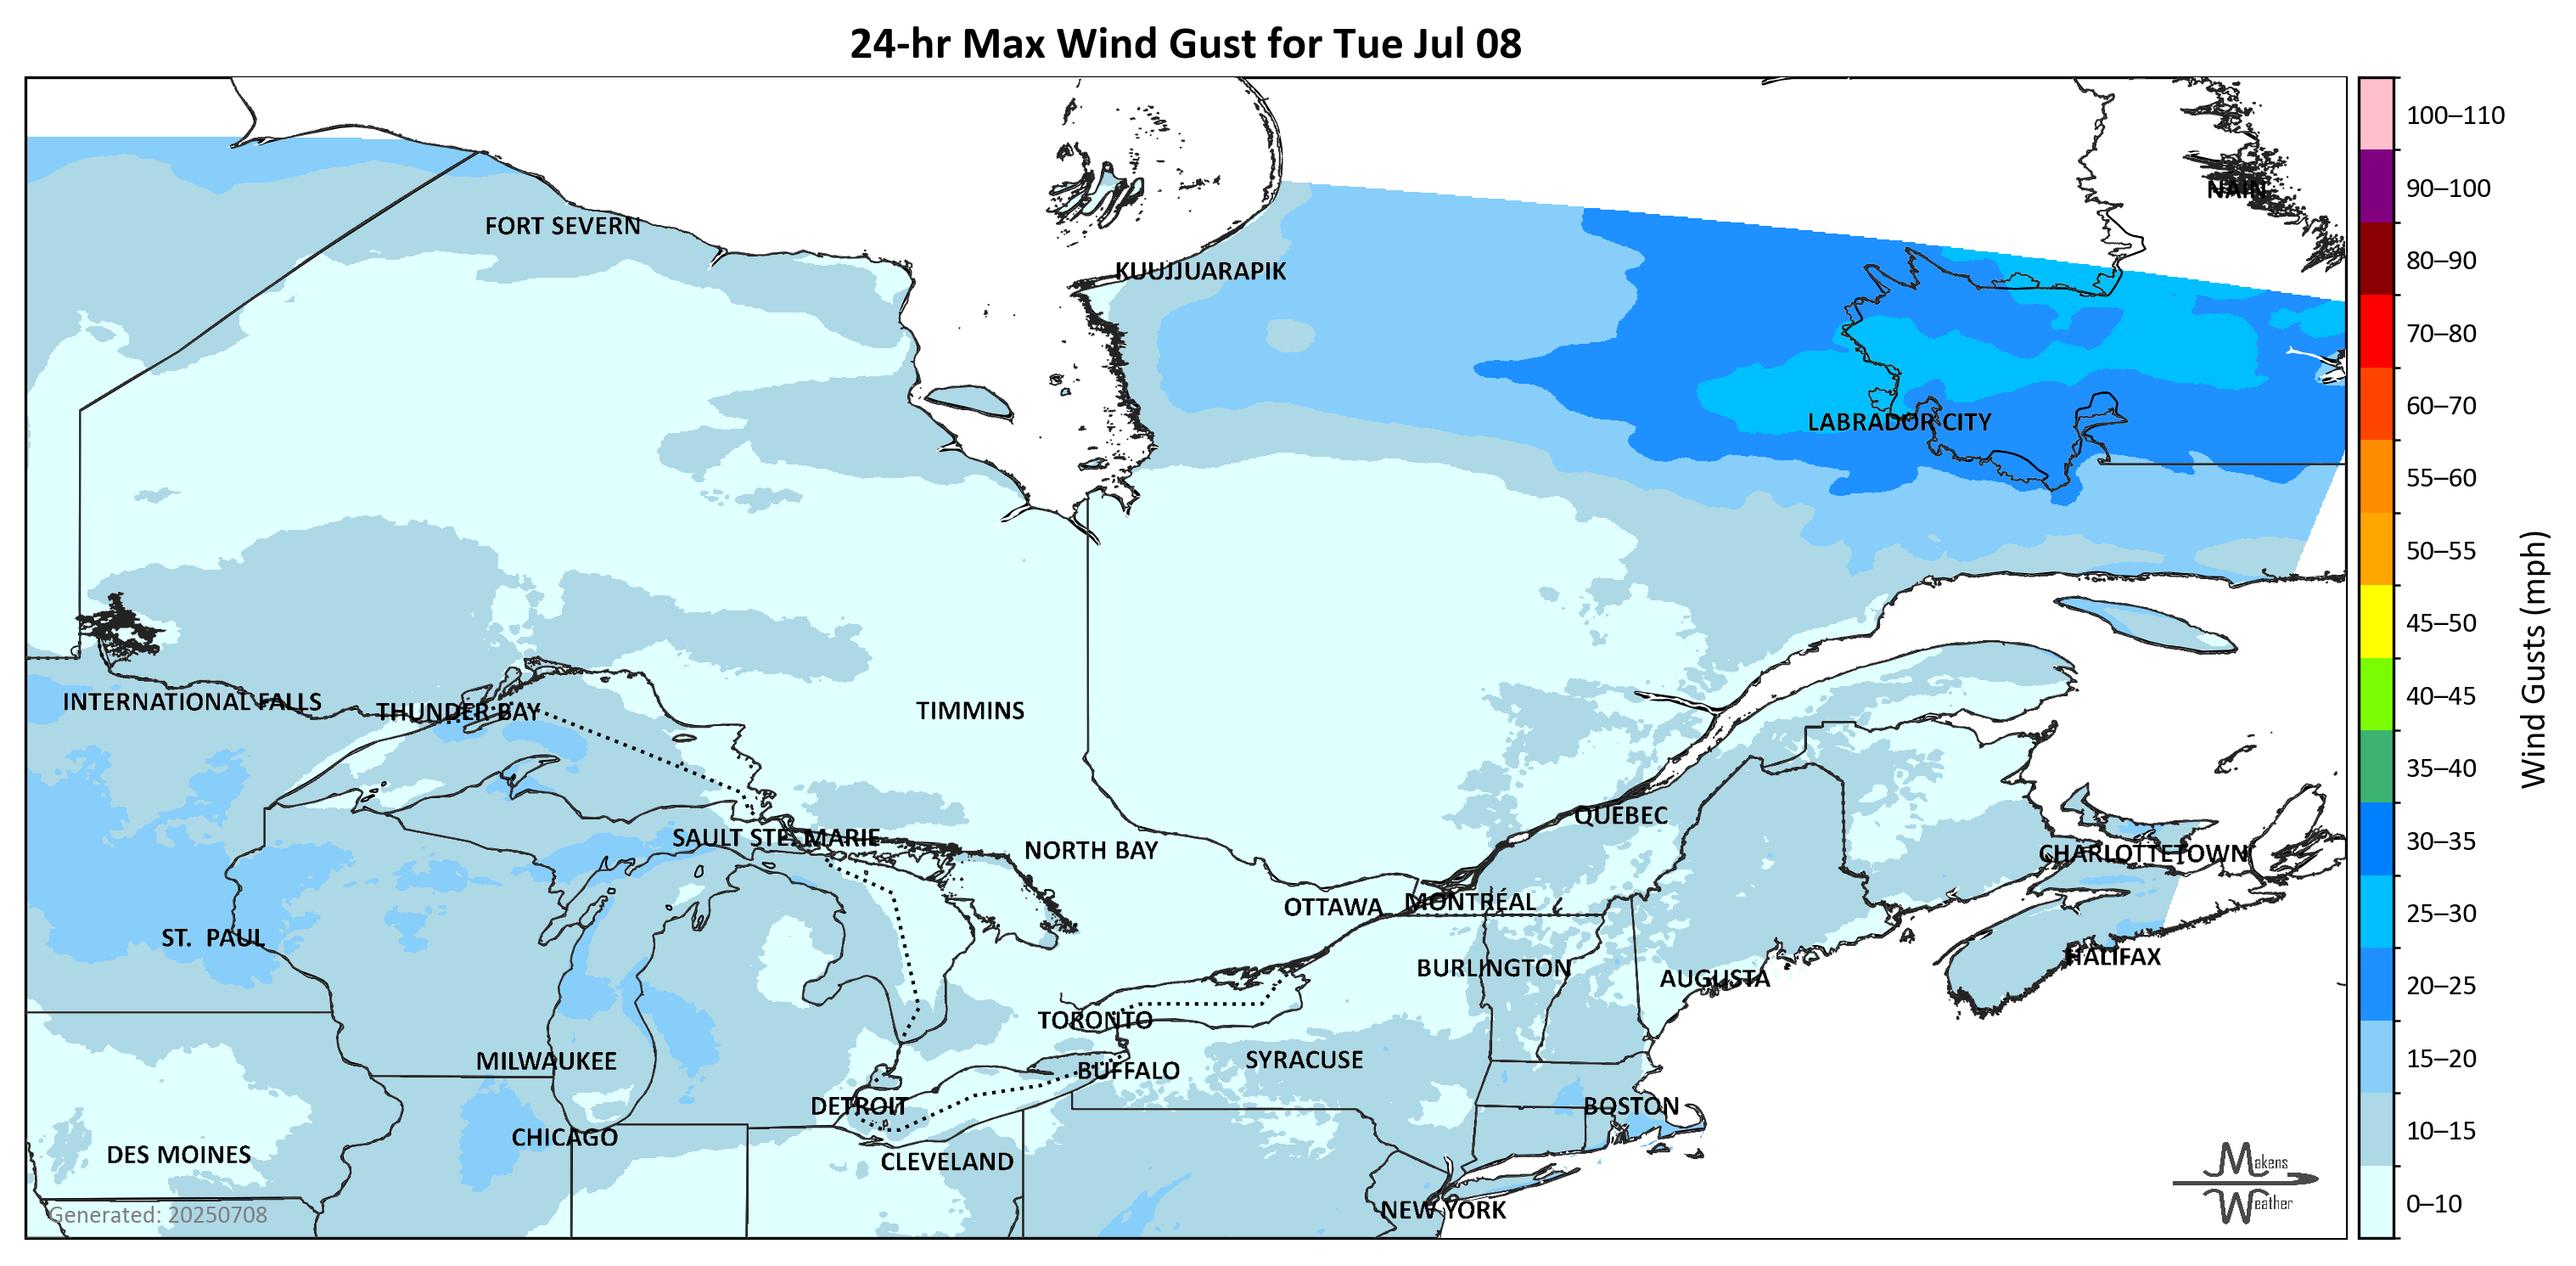 24-hr Max Wind Gust for Tue Jul 08
100–110
90–100
80–90
70–80
60–70
55–60
50–55
45–50
40–45
35–40
30–35
25–30
20–25
15–20
10–15
0–10
Wind Gusts (mph)
NAIN
FORT SEVERN
KUUJJUARAPIK
LABRADOR CITY
INTERNATIONAL FALLS
THUNDER BAY
TIMMINS
QUEBEC
SAULT STE. MARIE
NORTH BAY
CHARLOTTETOWN
OTTAWA
MONTRÉAL
ST. PAUL
HALIFAX
BURLINGTON
AUGUSTA
TORONTO
MILWAUKEE
SYRACUSE
BUFFALO
DETROIT
BOSTON
CHICAGO
DES MOINES
CLEVELAND
NEW YORK
Makens
Weather
Generated: 20250708